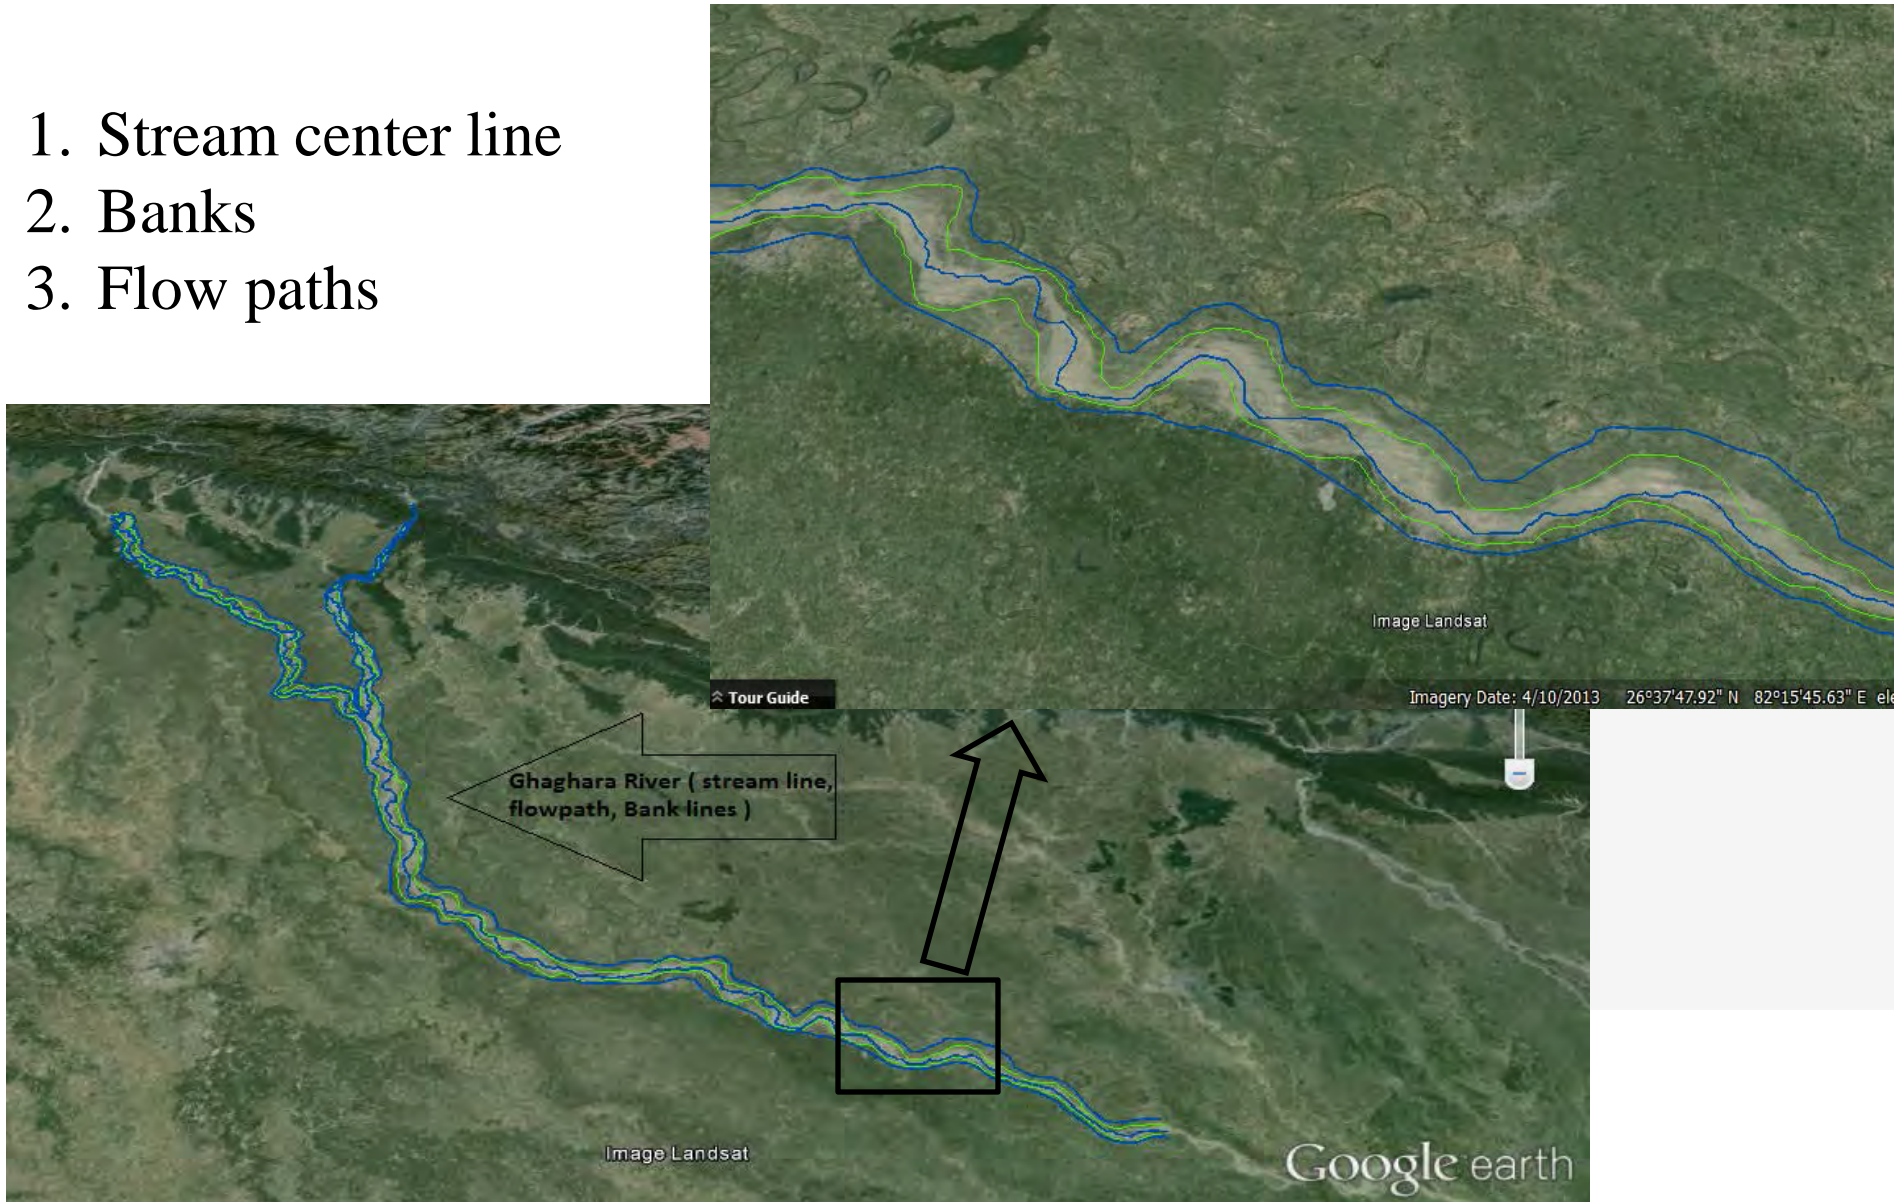 1. Stream center line
2. Banks
3. Flow paths
Image Landsat
Tour Guide
Imagery Date: 4/10/2013 26°37'47.92" N 82°15'45.63" E ele
Ghaghara River ( stream line,
flowpath, Bank lines )
Image Landsat
Google earth